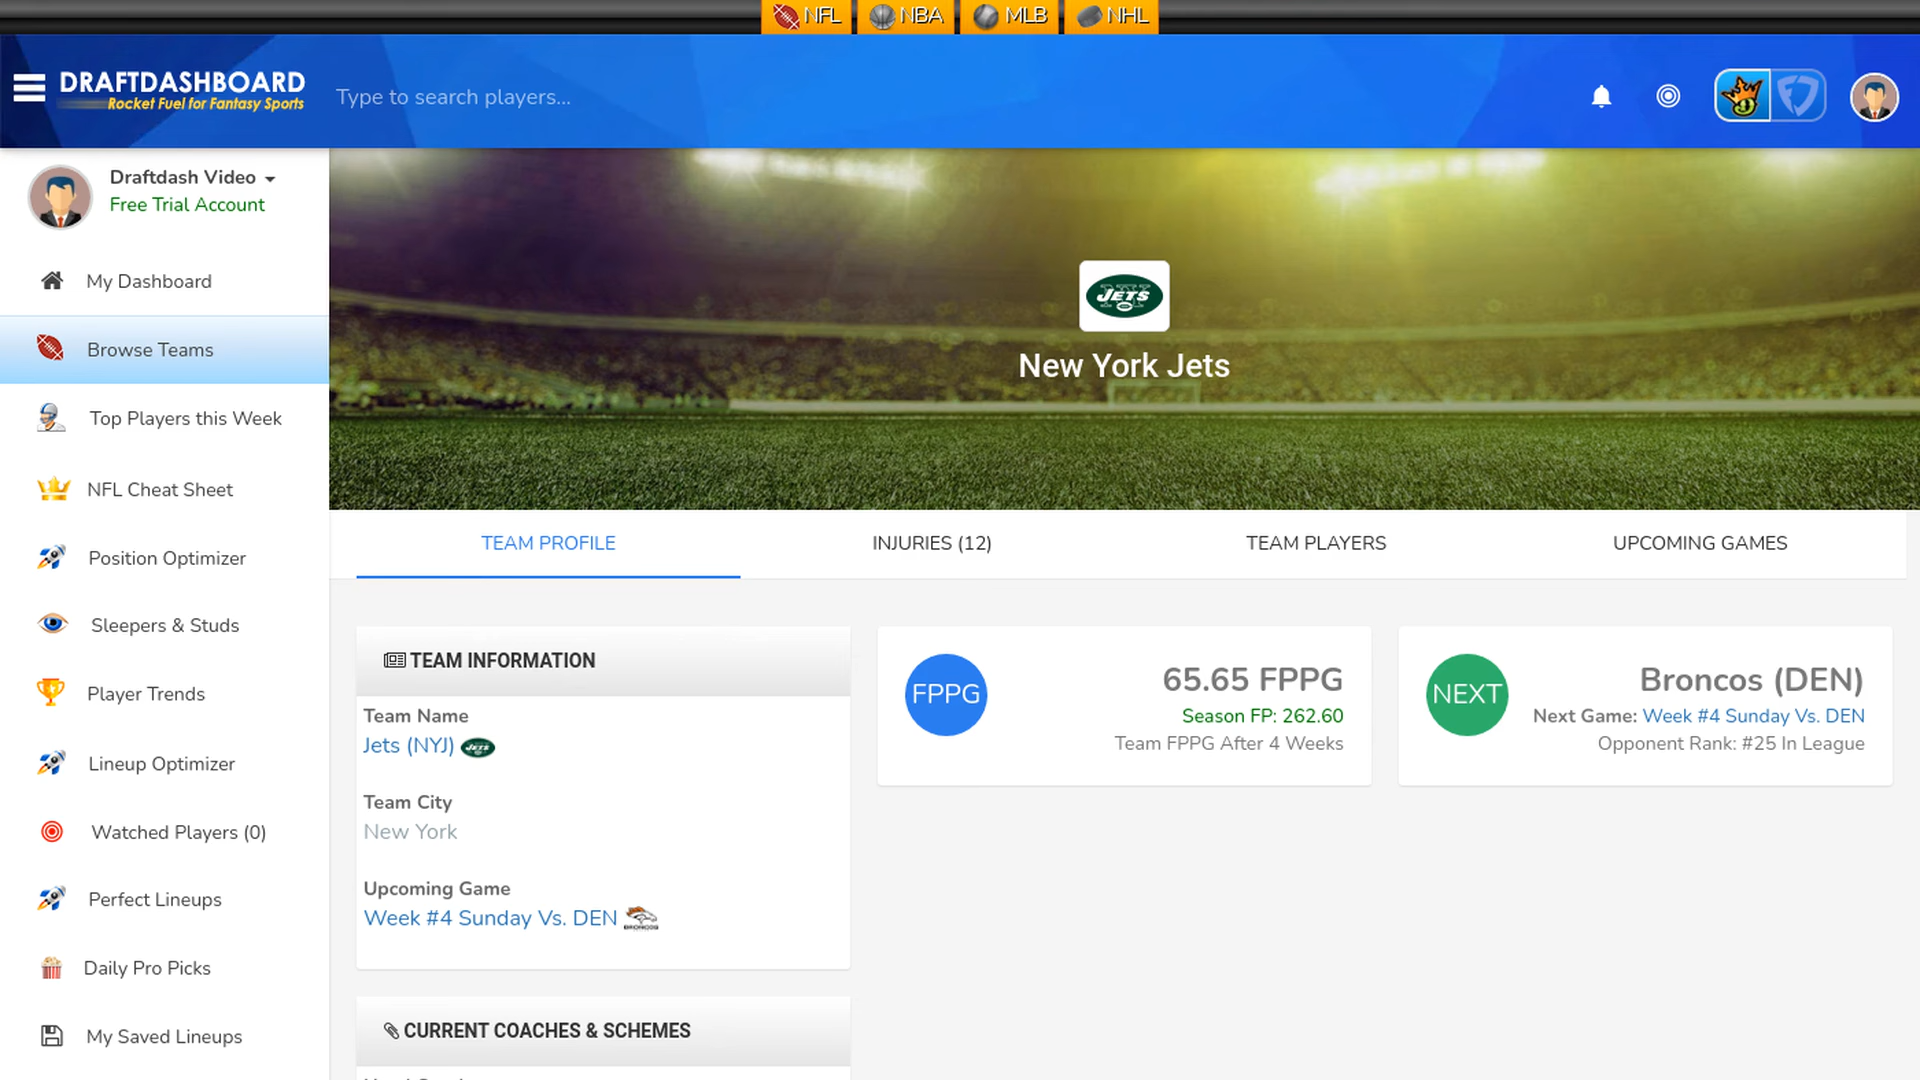 NFL NBA MLB NHL
DRAFTDASHBOARD
Rocket Fuel for Fantasy Sports
Type to search players...
Draftdash Video
Free Trial Account
My Dashboard
Browse Teams
Top Players this Week
NFL Cheat Sheet
Position Optimizer
Sleepers & Studs
Player Trends
Lineup Optimizer
Watched Players (0)
Perfect Lineups
Daily Pro Picks
My Saved Lineups
JETS
New York Jets
TEAM PROFILE INJURIES (12) TEAM PLAYERS UPCOMING GAMES
TEAM INFORMATION
Team Name
Jets (NYJ) JETS
Team City
New York
Upcoming Game
Week #4 Sunday Vs. DEN BRONCOS
CURRENT COACHES & SCHEMES
FPPG
65.65 FPPG
Season FP: 262.60
Team FPPG After 4 Weeks
NEXT
Broncos (DEN)
Next Game: Week #4 Sunday Vs. DEN
Opponent Rank: #25 In League